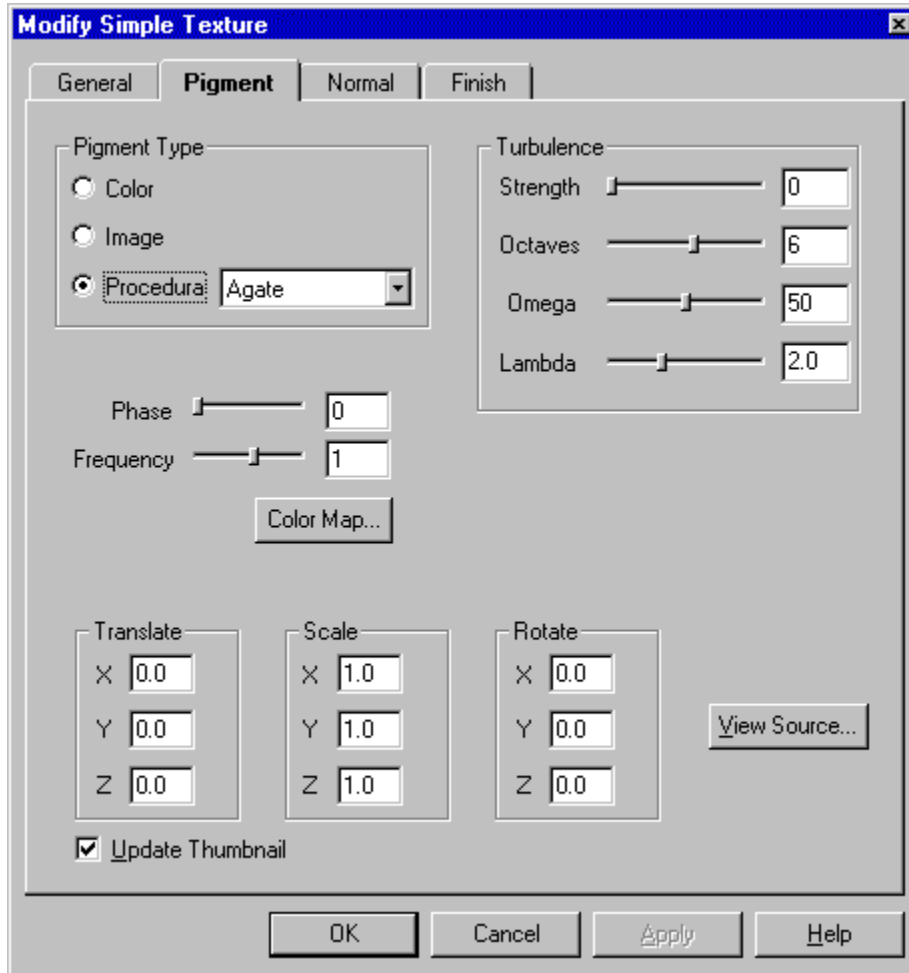 Modify Simple Texture
General Pigment Normal Finish
Pigment Type
Color
Image
Procedural Agate
Turbulence
Strength 0
Octaves 6
Omega 50
Lambda 2.0
Phase 0
Frequency 1
Color Map...
Translate Scale Rotate
X 0.0 X 1.0 X 0.0
Y 0.0 Y 1.0 Y 0.0
Z 0.0 Z 1.0 Z 0.0
View Source...
Update Thumbnail
OK Cancel Apply Help